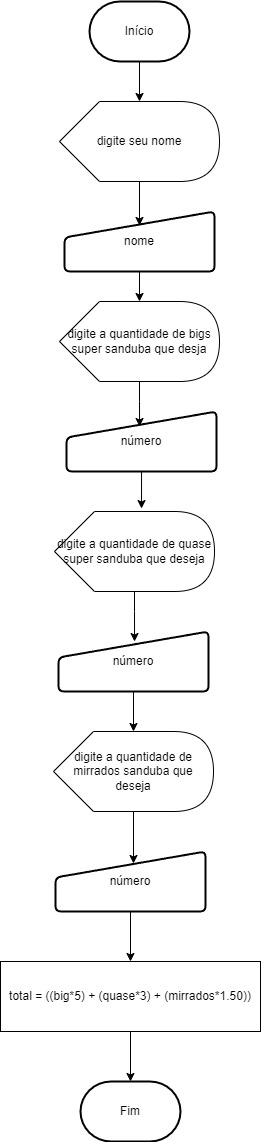 Início
digite seu nome
nome
digite a quantidade de bigs
super sanduba que desja
número
digite a quantidade de quase
super sanduba que deseja
número
digite a quantidade de
mirrados sanduba que
deseja
número
total = ((big*5) + (quase*3) + (mirrados*1.50))
Fim